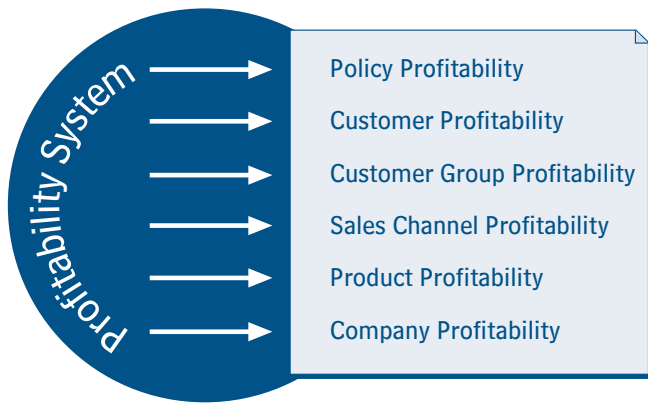 Profitability System
Policy Profitability
Customer Profitability
Customer Group Profitability
Sales Channel Profitability
Product Profitability
Company Profitability